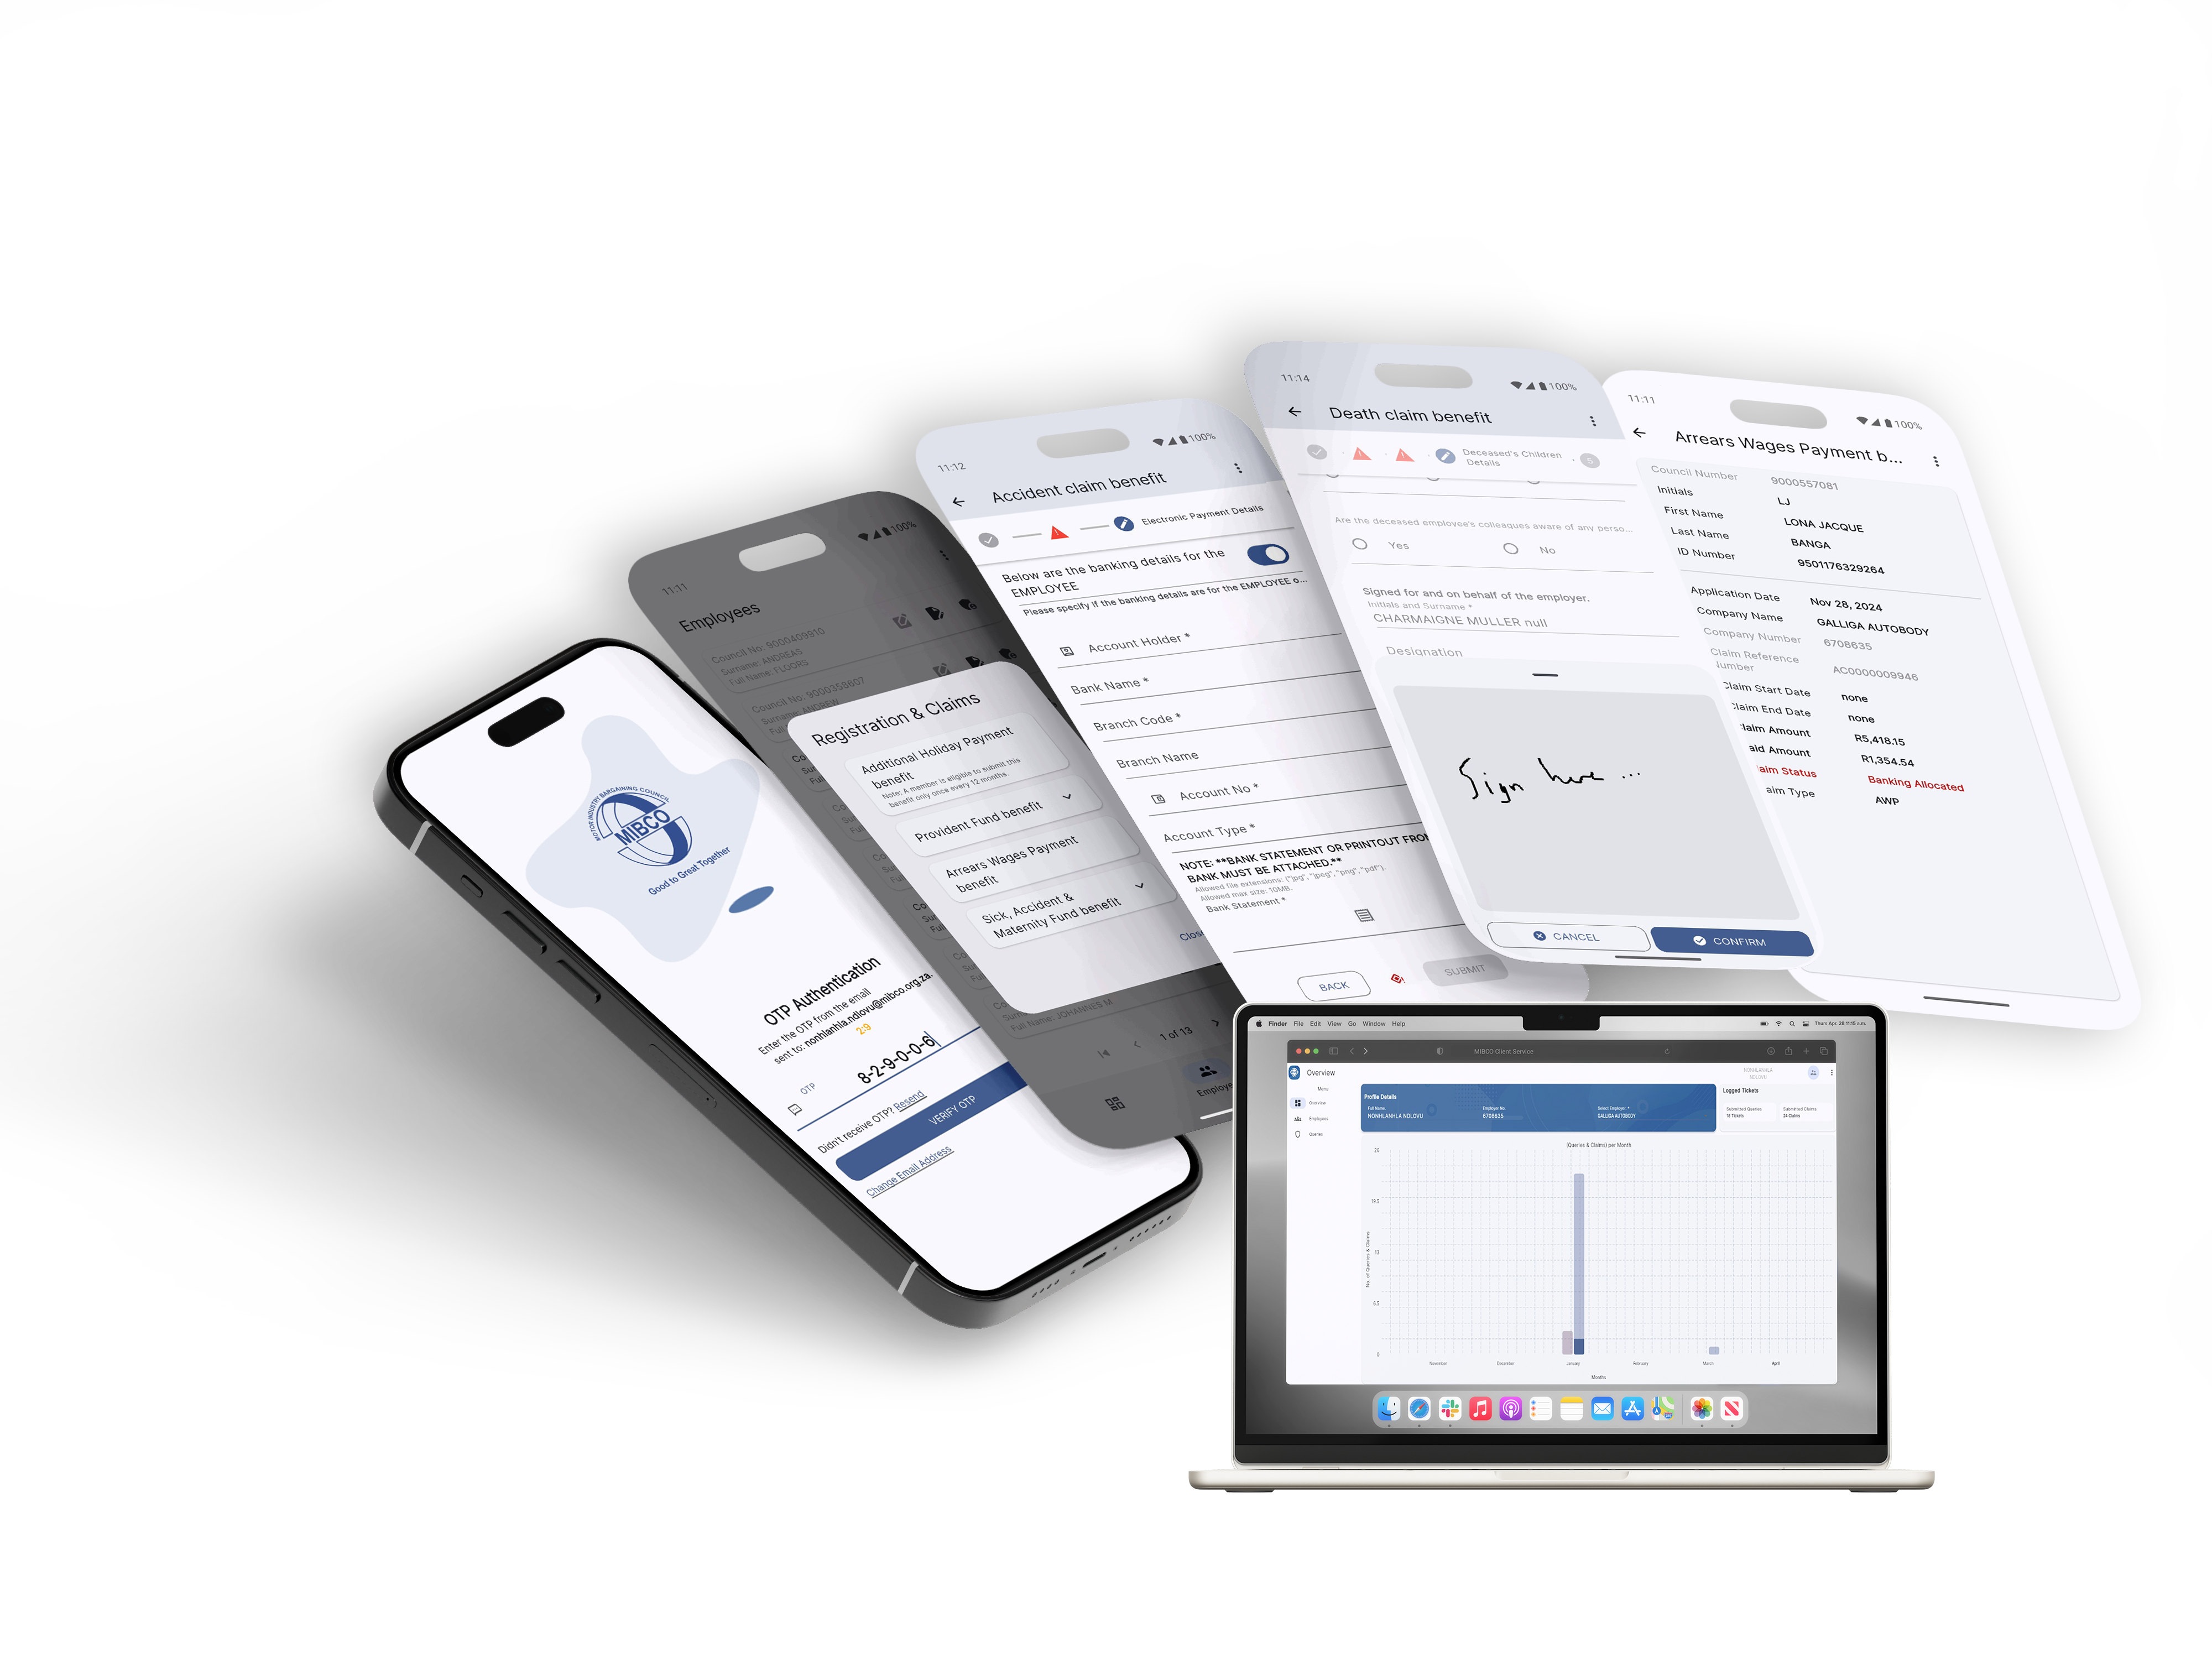 MOTOR INDUSTRY BARGAINING COUNCIL
MIBCO
Good to Great Together
OTP Authentication
Enter the OTP from the email
sent to: nonhlanhla.ndlovu@mibco.org.za.
2:9
OTP
8-2-9-0-0-6
Didn't receive OTP? Resend
VERIFY OTP
Change Email Address
11:11
100%
Employees
Council No: 9000409910
Surname: ANDREAS
Full Name: FLOORS
Council No: 9000358607
Surname: ANDREW
Full Name: JOHANNES M
1 of 13
Registration & Claims
Additional Holiday Payment
benefit
Note: A member is eligible to submit this
benefit only once every 12 months.
Provident Fund benefit
Arrears Wages Payment
benefit
Sick, Accident &
Maternity Fund benefit
11:12
100%
Accident claim benefit
Electronic Payment Details
Below are the banking details for the
EMPLOYEE
Please specify if the banking details are for the EMPLOYEE o...
Account Holder *
Bank Name *
Branch Code *
Branch Name
Account No *
Account Type *
NOTE: **BANK STATEMENT OR PRINTOUT FROM
BANK MUST BE ATTACHED.**
Allowed file extensions: ("jpg", "jpeg", "png", "pdf").
Allowed max size: 10MB.
Bank Statement *
BACK
SUBMIT
11:14
100%
Death claim benefit
Deceased's Children
Details
5
Are the deceased employee's colleagues aware of any perso...
Yes
No
Signed for and on behalf of the employer.
Initials and Surname *
CHARMAIGNE MULLER null
Designation
Sign here ...
CANCEL
CONFIRM
11:11
100%
Arrears Wages Payment b...
Council Number 9000557081
Initials LJ
First Name LONA JACQUE
Last Name BANGA
ID Number 9501176329264
Application Date Nov 28, 2024
Company Name GALLIGA AUTOBODY
Company Number 6708635
Claim Reference
Number AC0000009946
Claim Start Date none
Claim End Date none
Claim Amount R5,418.15
aid Amount R1,354.54
Claim Status Banking Allocated
aim Type AWP
Finder File Edit View Go Window Help
Thurs Apr. 28 11:15 a.m.
MIBCO Client Service
Overview
NONHLANHLA
NDLOVU
Menu
Overview
Employees
Queries
Profile Details
Full Name:
NONHLANHLA NDLOVU
Employer No:
6708635
Select Employer: *
GALLIGA AUTOBODY
Logged Tickets
Submitted Queries
18 Tickets
Submitted Claims
24 Claims
(Queries & Claims) per Month
No. of Queries & Claims
26
19.5
13
6.5
0
November December January February March April
Months